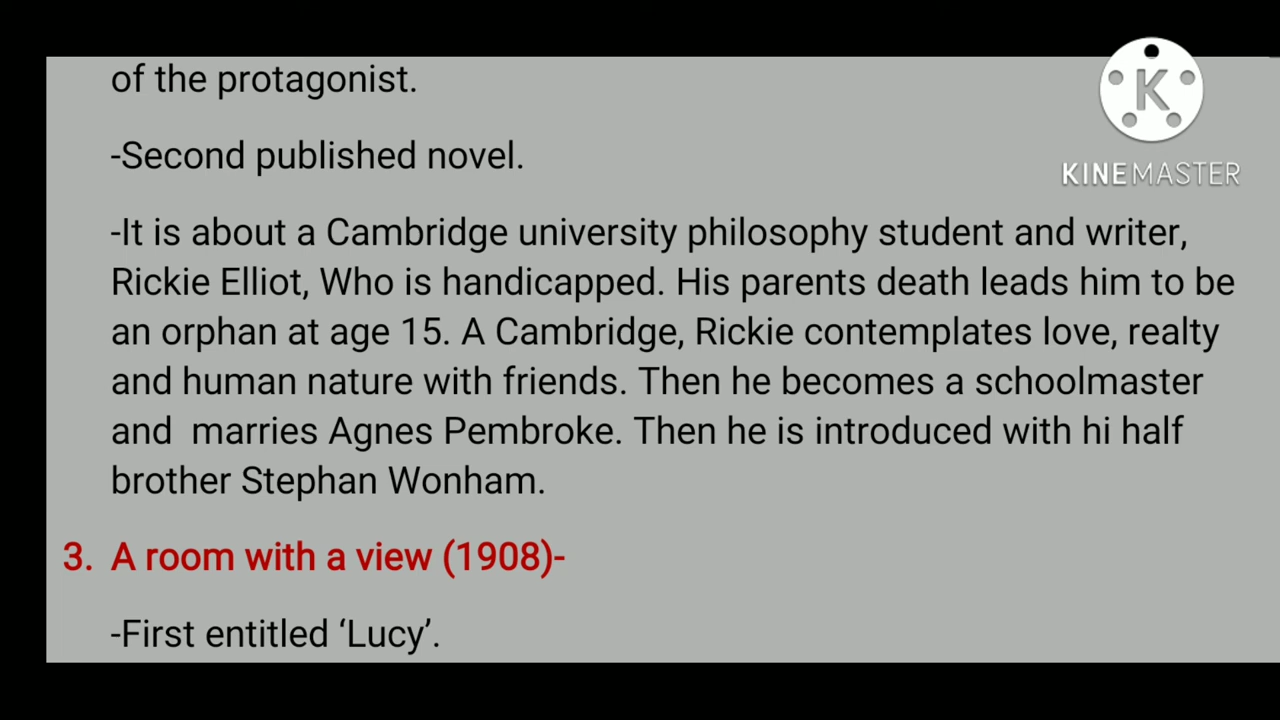 of the protagonist.
-Second published novel.
-It is about a Cambridge university philosophy student and writer,
Rickie Elliot, Who is handicapped. His parents death leads him to be
an orphan at age 15. A Cambridge, Rickie contemplates love, realty
and human nature with friends. Then he becomes a schoolmaster
and  marries Agnes Pembroke. Then he is introduced with hi half
brother Stephan Wonham.
3. A room with a view (1908)-
-First entitled ‘Lucy’.
K
KINEMASTER